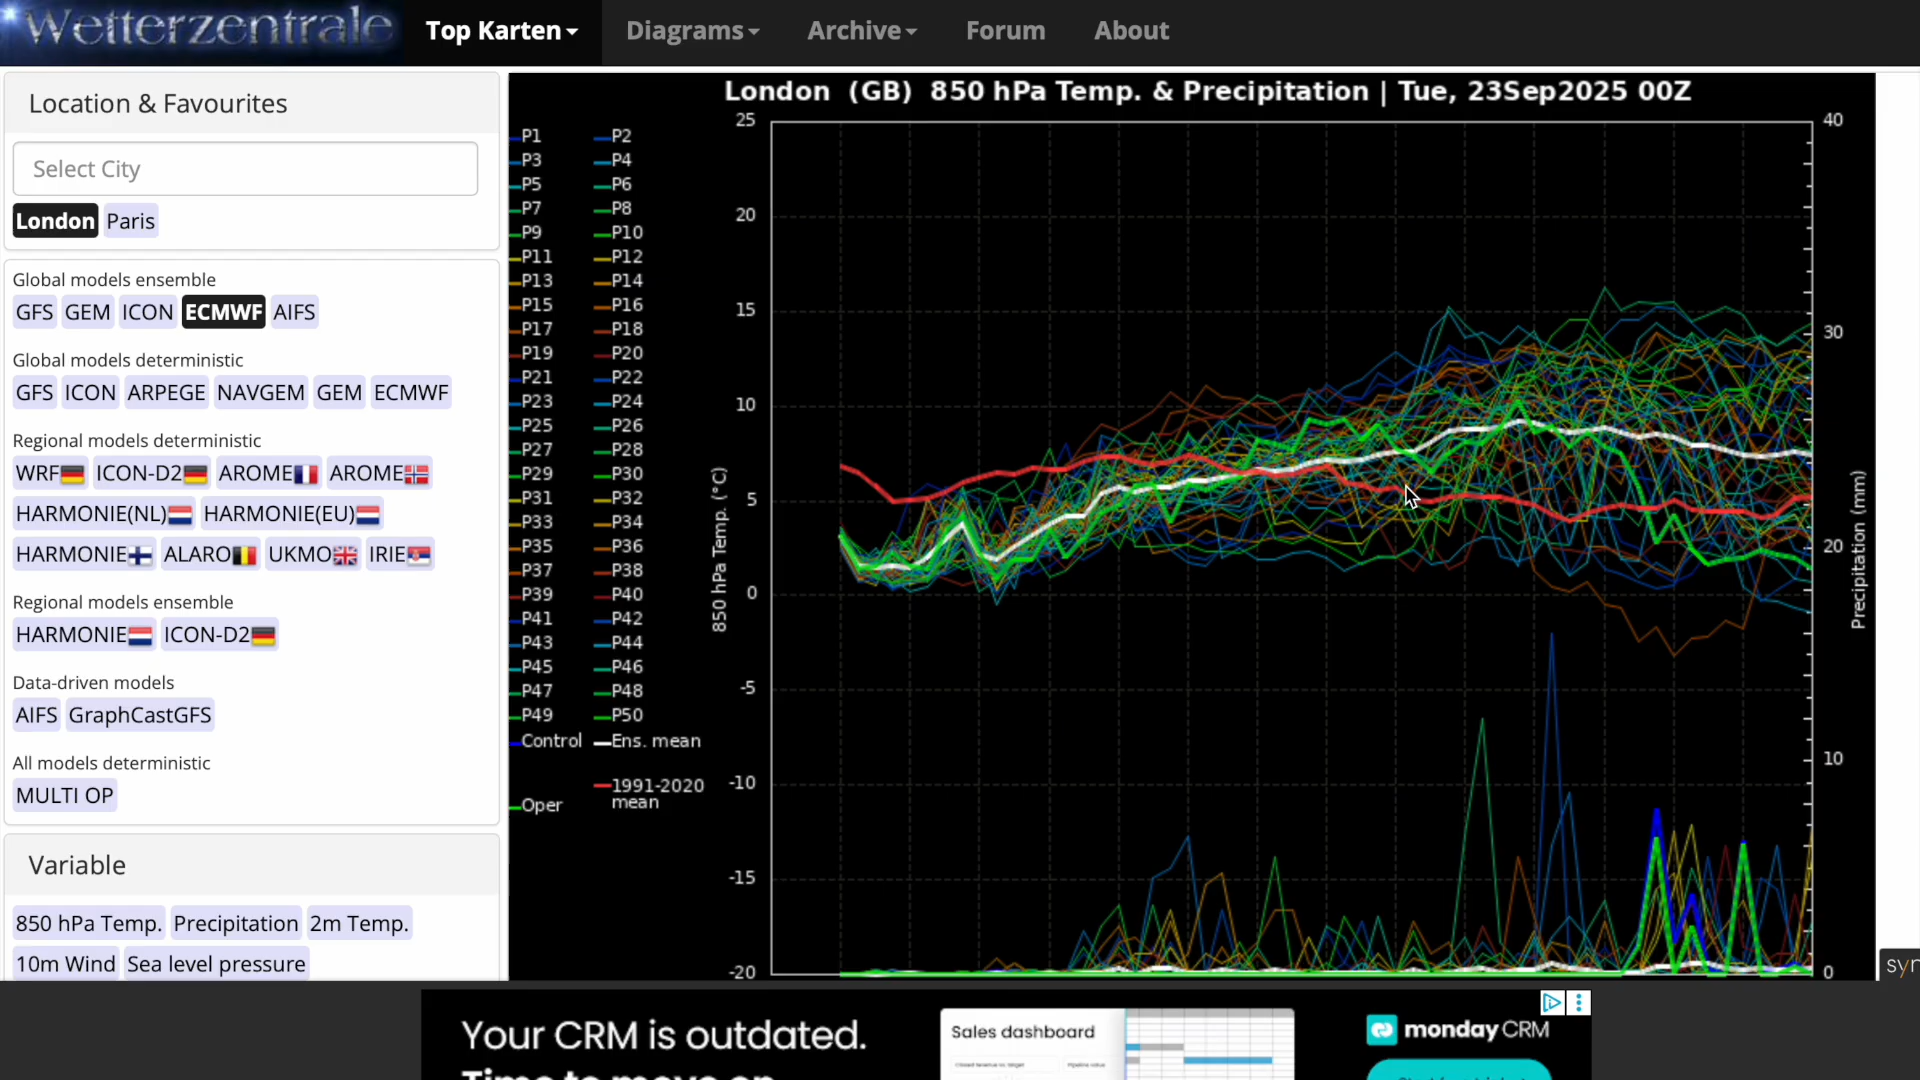 Wetterzentrale
Top Karten
Diagrams
Archive
Forum
About
Location & Favourites
Select City
London Paris
Global models ensemble
GFS GEM ICON ECMWF AIFS
Global models deterministic
GFS ICON ARPEGE NAVGEM GEM ECMWF
Regional models deterministic
WRF ICON-D2 AROME AROME
HARMONIE(NL) HARMONIE(EU)
HARMONIE ALARO UKMO IRIE
Regional models ensemble
HARMONIE ICON-D2
Data-driven models
AIFS GraphCastGFS
All models deterministic
MULTI OP
Variable
850 hPa Temp. Precipitation 2m Temp.
10m Wind Sea level pressure
London (GB) 850 hPa Temp. & Precipitation | Tue, 23Sep2025 00Z
P1 P2
P3 P4
P5 P6
P7 P8
P9 P10
P11 P12
P13 P14
P15 P16
P17 P18
P19 P20
P21 P22
P23 P24
P25 P26
P27 P28
P29 P30
P31 P32
P33 P34
P35 P36
P37 P38
P39 P40
P41 P42
P43 P44
P45 P46
P47 P48
P49 P50
Control Ens. mean
1991-2020
mean
Oper
850 hPa Temp. (°C)
25
20
15
10
5
0
-5
-10
-15
-20
40
30
20
10
0
Precipitation (mm)
syn
Your CRM is outdated.
Time to move on
Sales dashboard
monday CRM